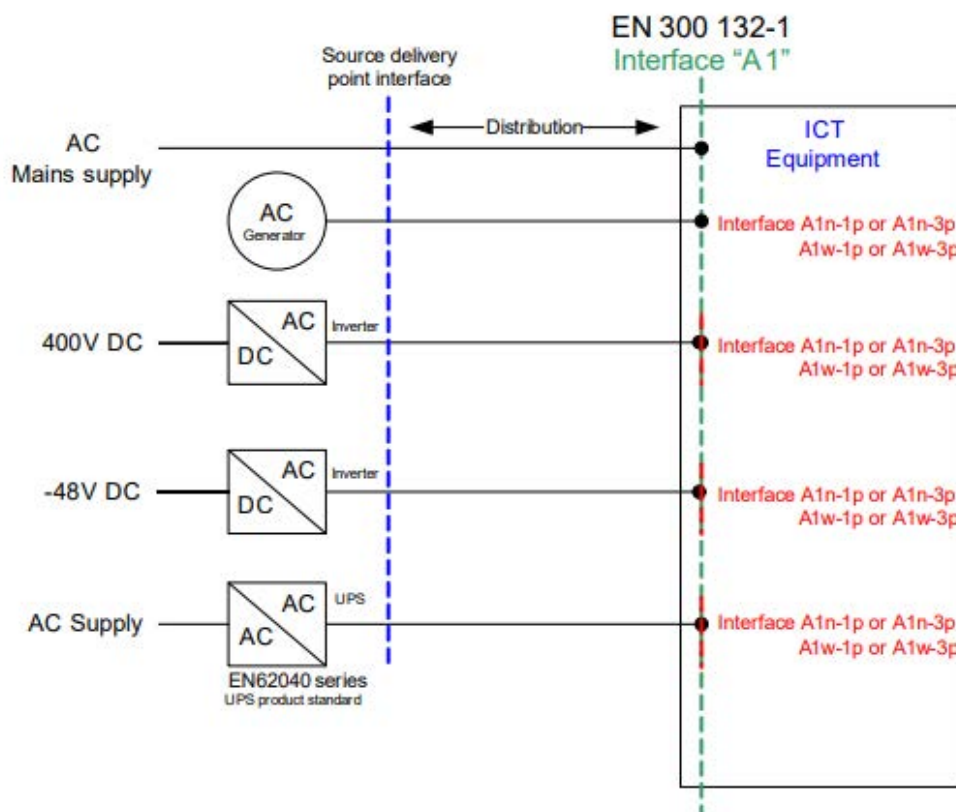 EN 300 132-1
Interface “A1”
Source delivery
point interface
Distribution
ICT
Equipment
AC
Mains supply
AC
Generator
Interface A1n-1p or A1n-3p
A1w-1p or A1w-3p
400V DC
AC
DC
Inverter
Interface A1n-1p or A1n-3p
A1w-1p or A1w-3p
-48V DC
AC
DC
Inverter
Interface A1n-1p or A1n-3p
A1w-1p or A1w-3p
AC Supply
AC
AC
UPS
Interface A1n-1p or A1n-3p
A1w-1p or A1w-3p
EN62040 series
UPS product standard